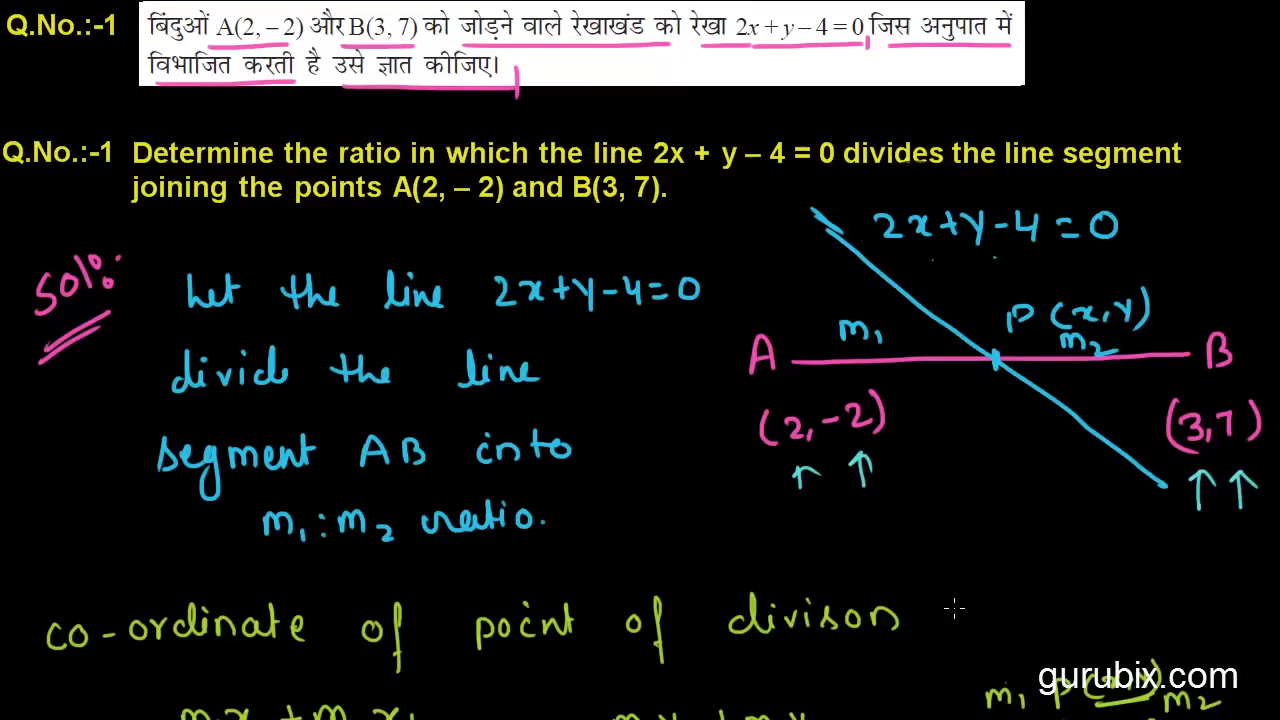 Q.No.:-1 बिंदुओं A(2, – 2) और B(3, 7) को जोड़ने वाले रेखाखंड को रेखा 2x + y – 4 = 0 जिस अनुपात में
विभाजित करती है उसे ज्ञात कीजिए।
Q.No.:-1 Determine the ratio in which the line 2x + y – 4 = 0 divides the line segment
joining the points A(2, – 2) and B(3, 7).
2x+y-4=0
Sol:
Let the line 2x+y-4=0
P(x,y)
m₁ m₂
A B
divide the line
(2,-2) (3,7)
segment AB into
m₁:m₂ ratio.
co-ordinate of point of divison
gurubix.com
m₁ P m₂